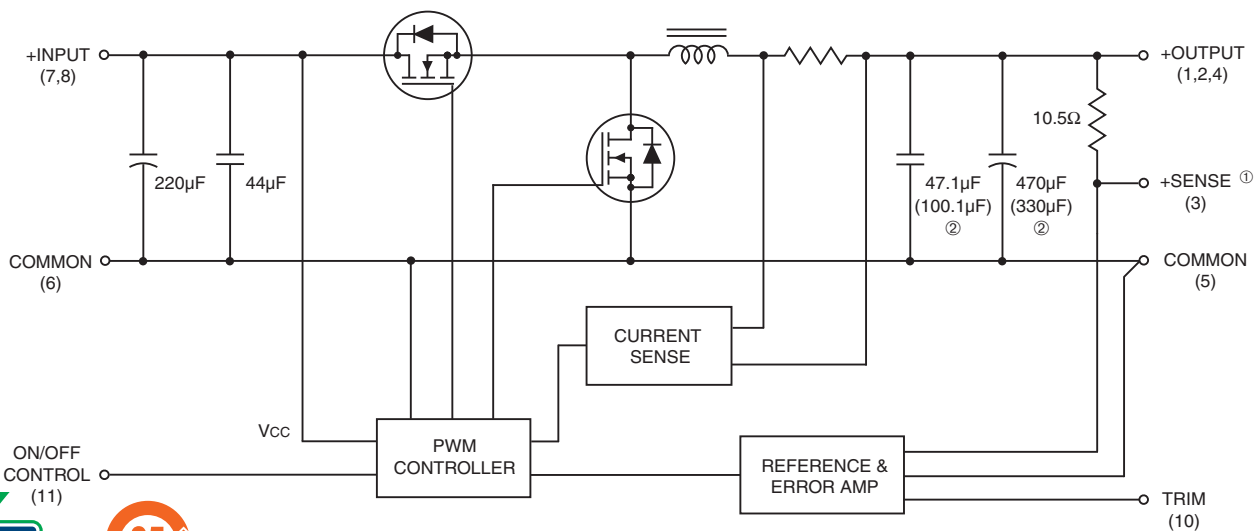 +INPUT
(7,8)
+OUTPUT
(1,2,4)
10.5Ω
220µF
44µF
47.1µF
(100.1µF)
②
470µF
(330µF)
②
+SENSE ①
(3)
COMMON
(6)
COMMON
(5)
CURRENT
SENSE
VCC
PWM
CONTROLLER
ON/OFF
CONTROL
(11)
REFERENCE &
ERROR AMP
TRIM
(10)